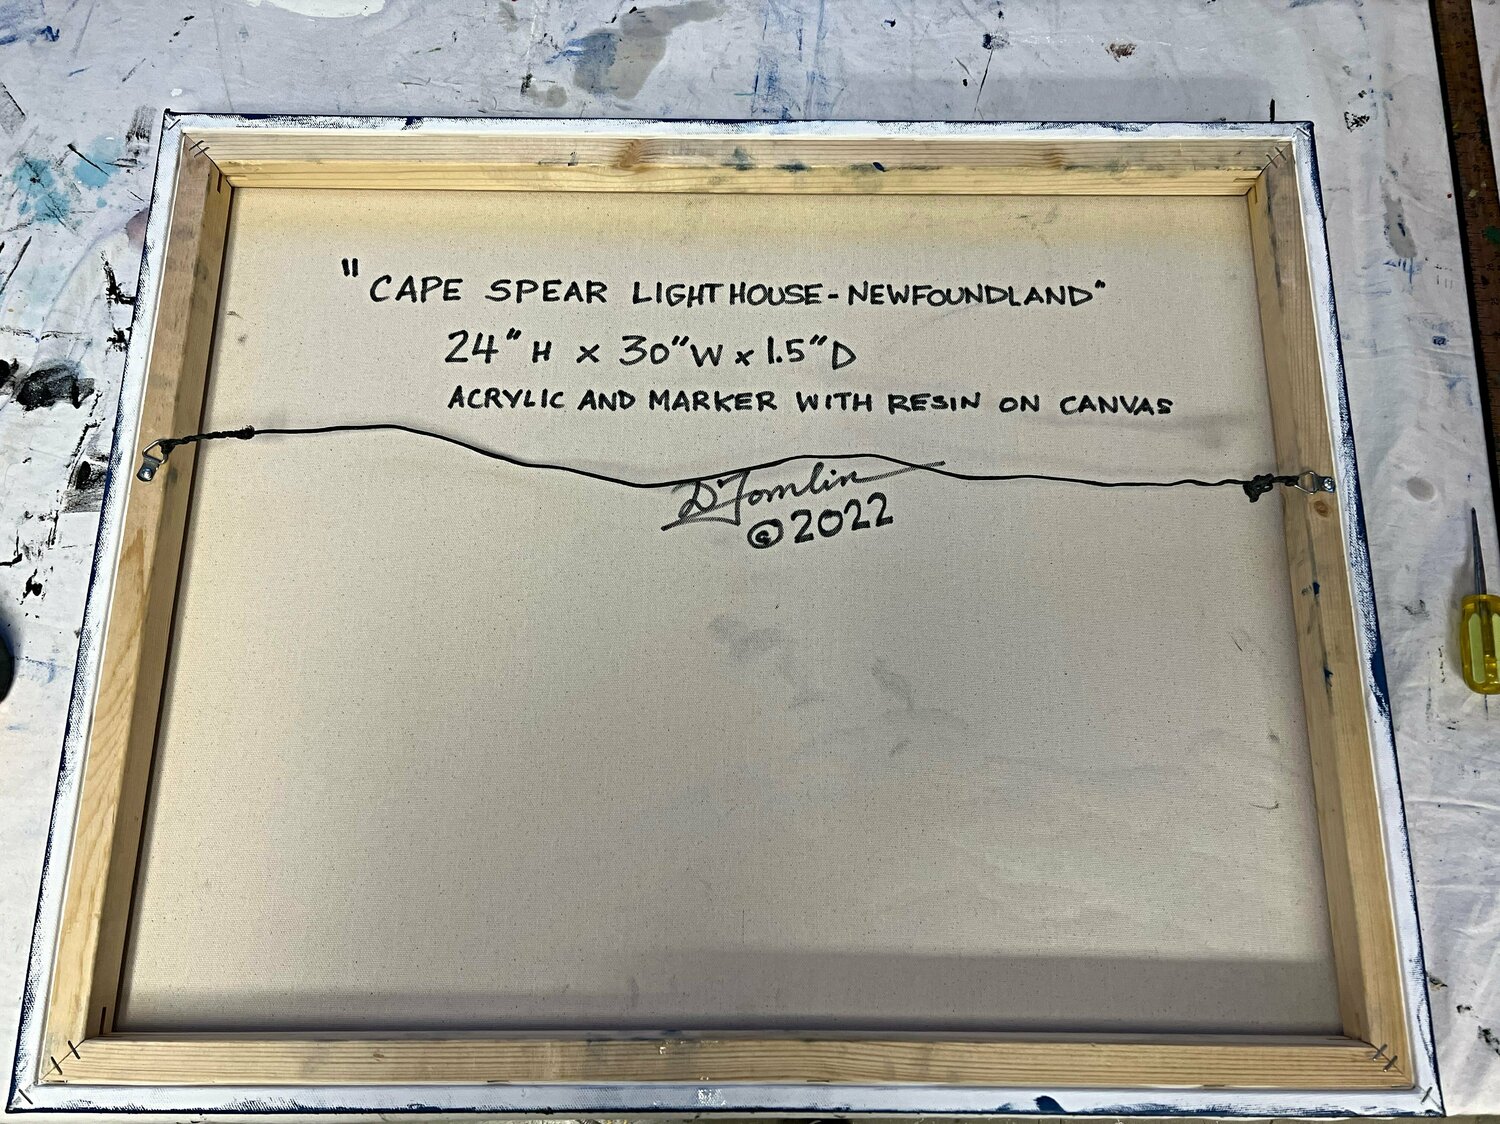 "CAPE SPEAR LIGHTHOUSE-NEWFOUNDLAND"
24"H x 30"W x 1.5"D
ACRYLIC AND MARKER WITH RESIN ON CANVAS
D Tomlin
©2022